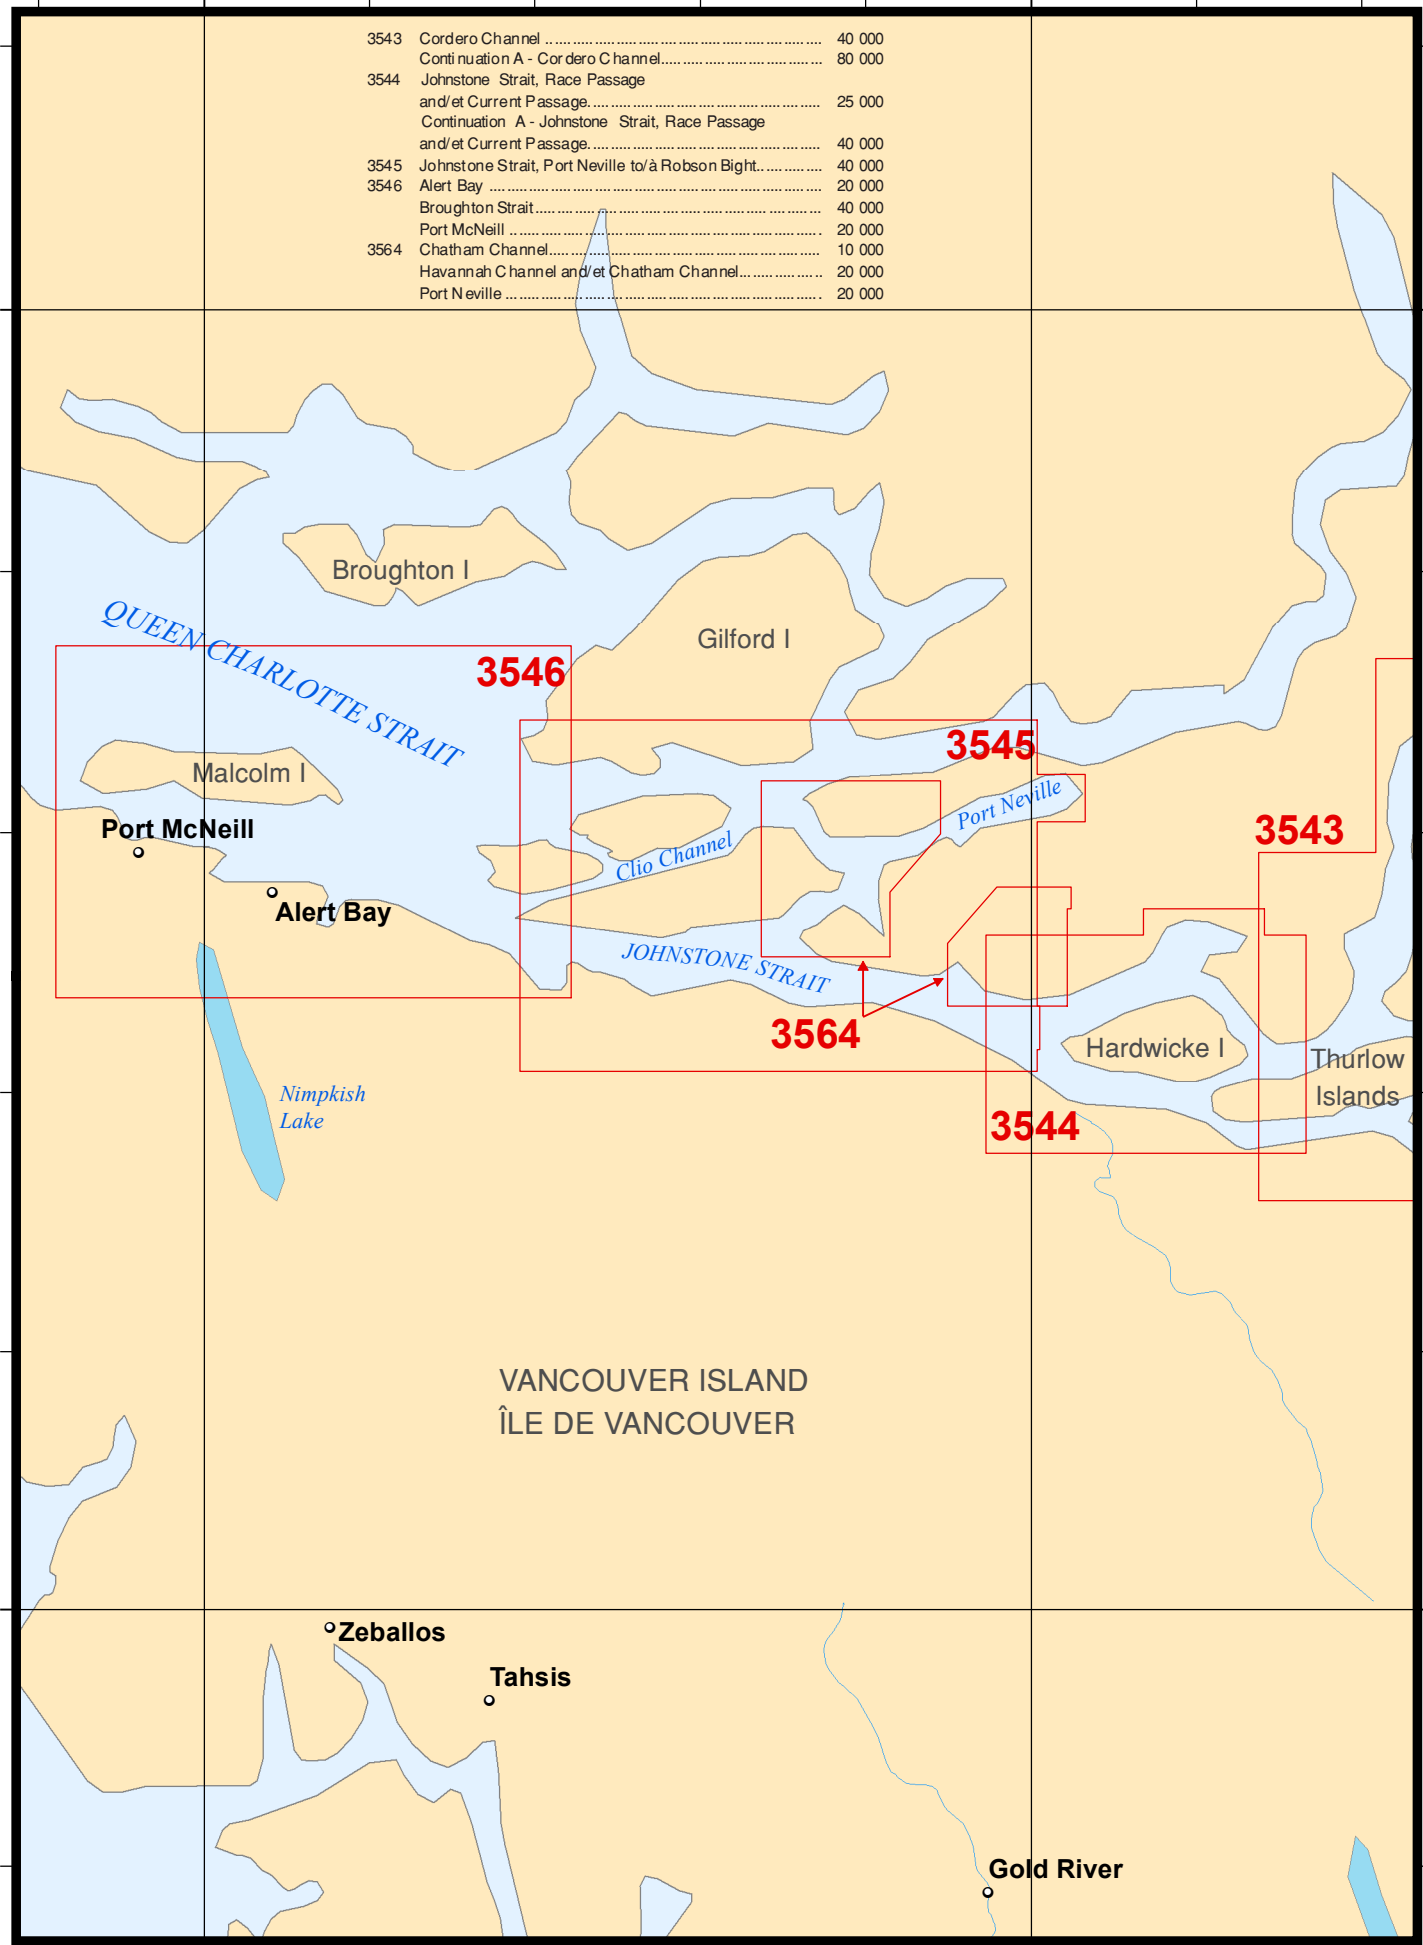 3543 Cordero Channel 40 000
Continuation A - Cordero Channel 80 000
3544 Johnstone Strait, Race Passage
and/et Current Passage 25 000
Continuation A - Johnstone Strait, Race Passage
and/et Current Passage 40 000
3545 Johnstone Strait, Port Neville to/à Robson Bight 40 000
3546 Alert Bay 20 000
Broughton Strait 40 000
Port McNeill 20 000
3564 Chatham Channel 10 000
Havannah Channel and/et Chatham Channel 20 000
Port Neville 20 000
Broughton I
QUEEN CHARLOTTE STRAIT
Gilford I
3546
3545
Malcolm I
Port Neville
Port McNeill
3543
Clio Channel
Alert Bay
JOHNSTONE STRAIT
3564
Hardwicke I
Thurlow
Islands
Nimpkish
Lake
3544
VANCOUVER ISLAND
ÎLE DE VANCOUVER
Zeballos
Tahsis
Gold River